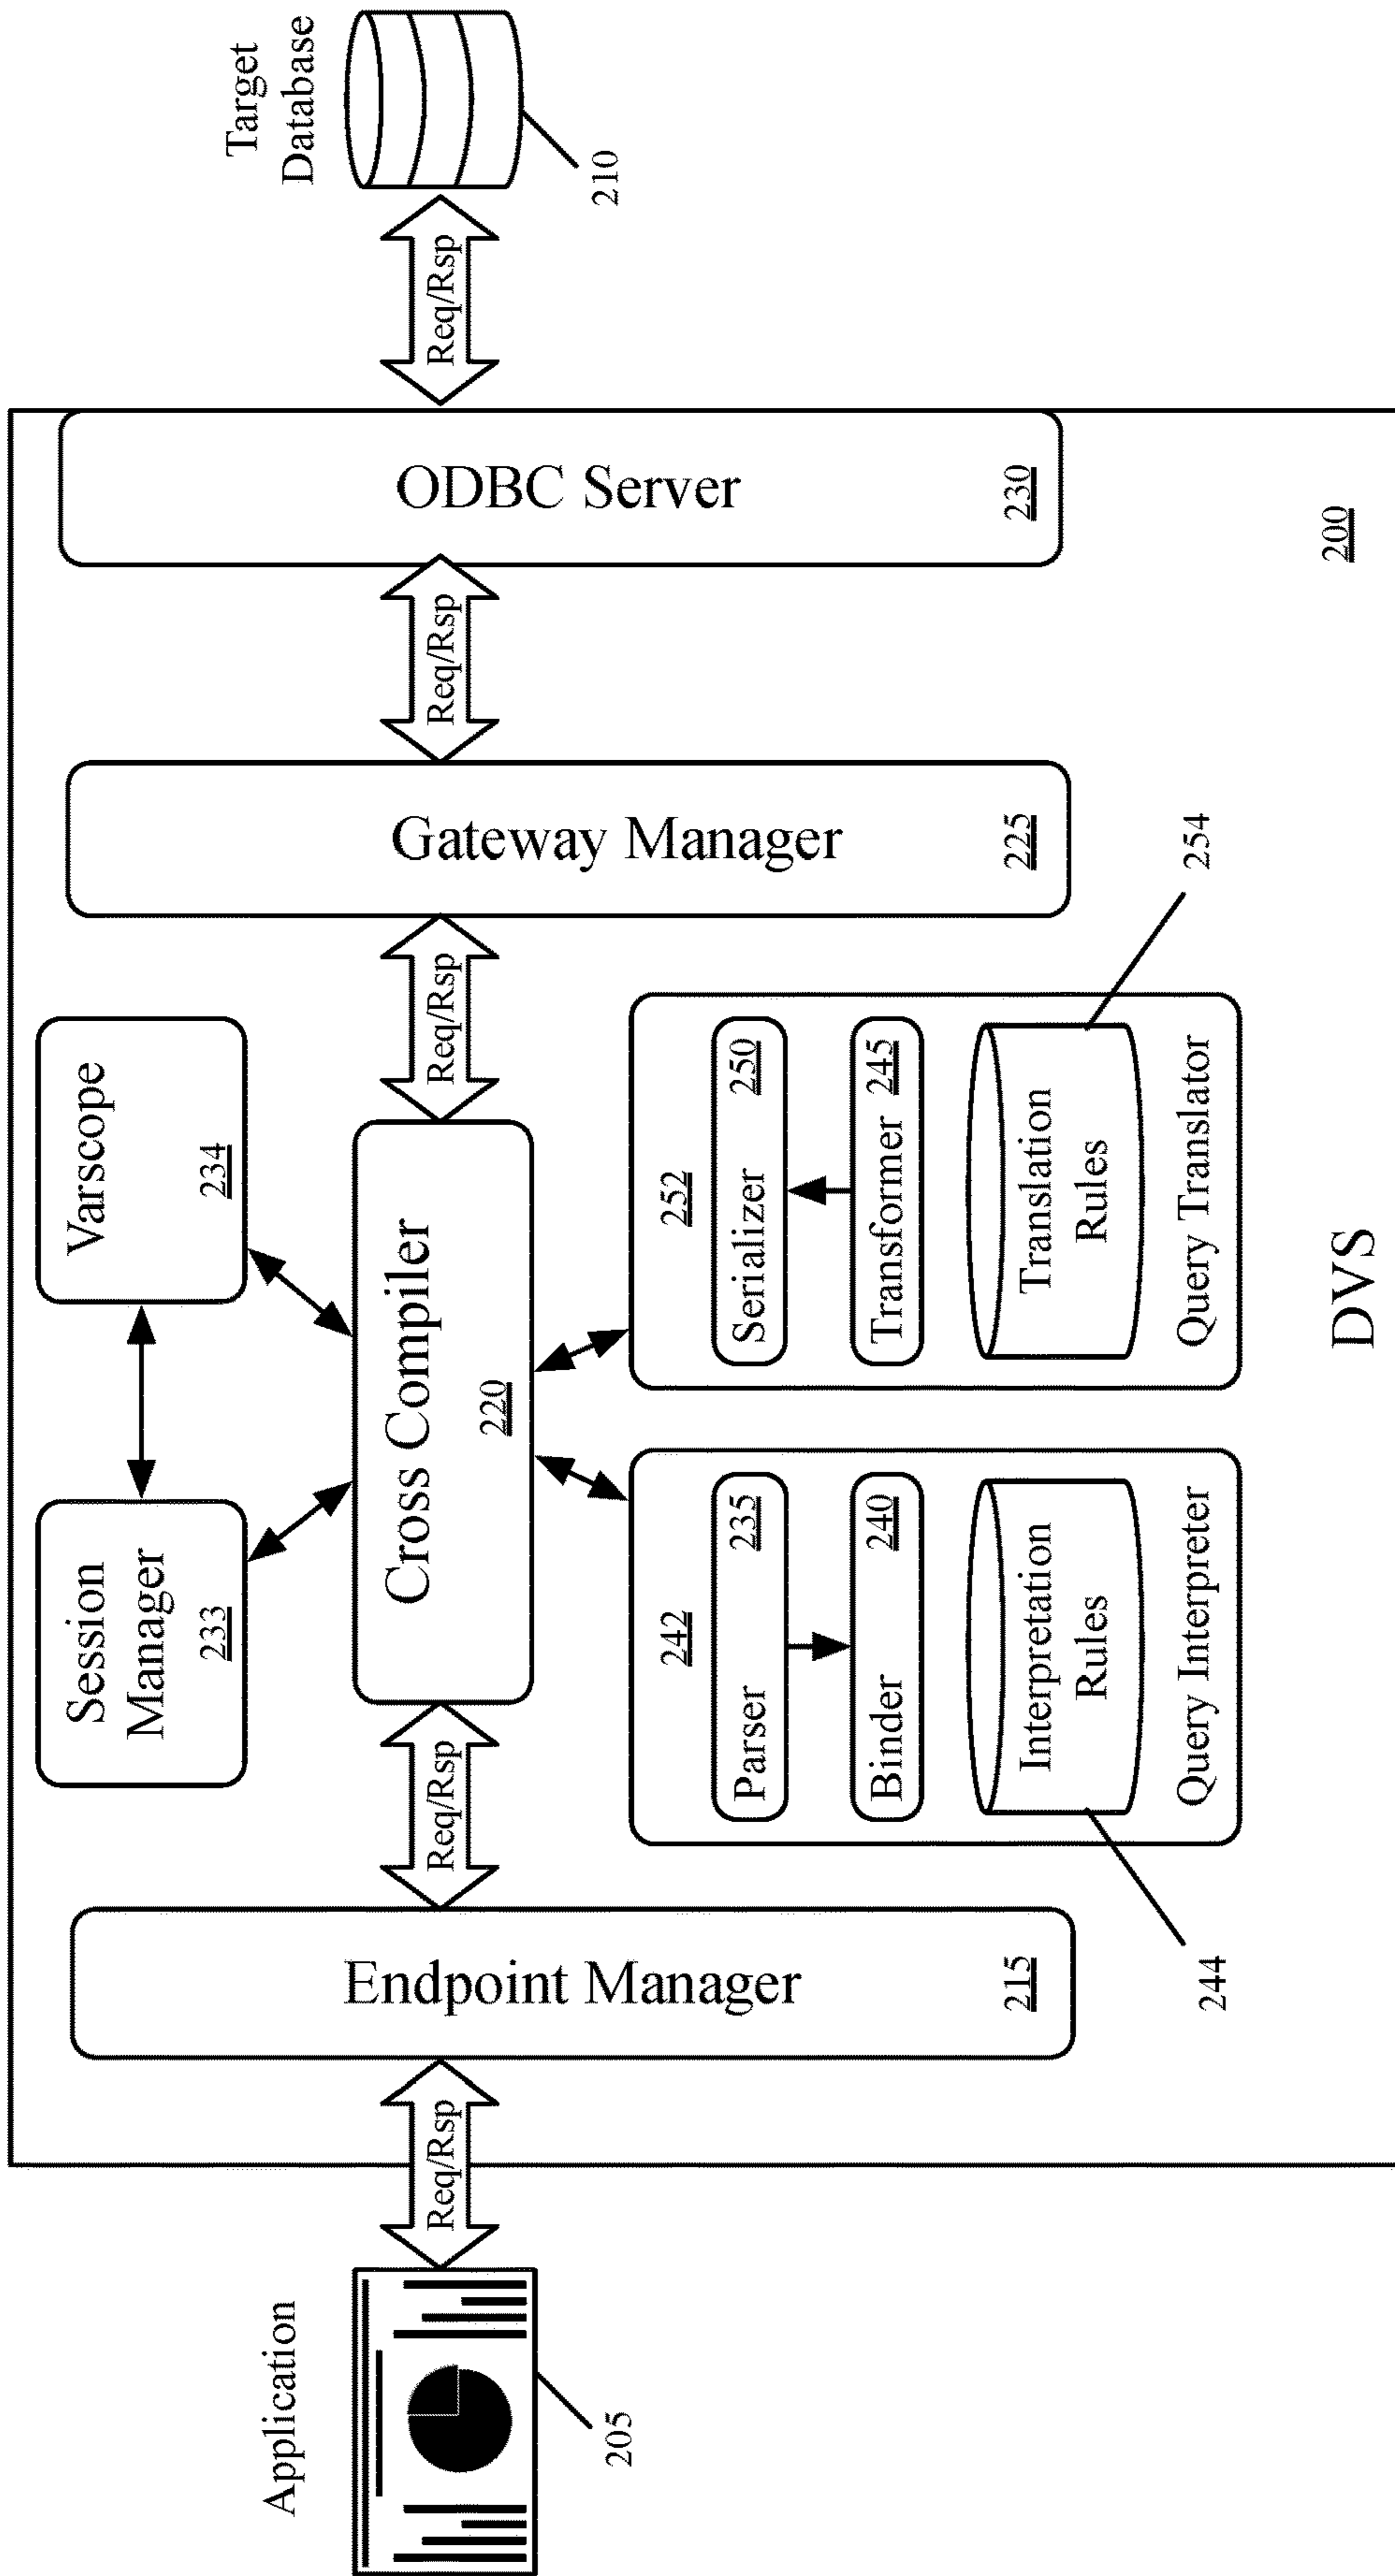 Application
205
Req/Rsp
Endpoint Manager
215
Req/Rsp
Session
Manager
233
Varscope
234
Cross Compiler
220
242
Parser 235
Binder 240
Interpretation
Rules
Query Interpreter
244
252
Serializer 250
Transformer 245
Translation
Rules
Query Translator
254
Req/Rsp
Gateway Manager
225
Req/Rsp
ODBC Server
230
Req/Rsp
Target
Database
210
200
DVS